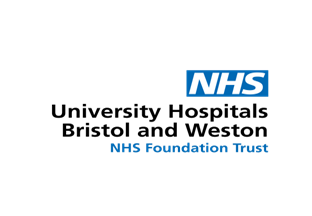 NHS
University Hospitals
Bristol and Weston
NHS Foundation Trust